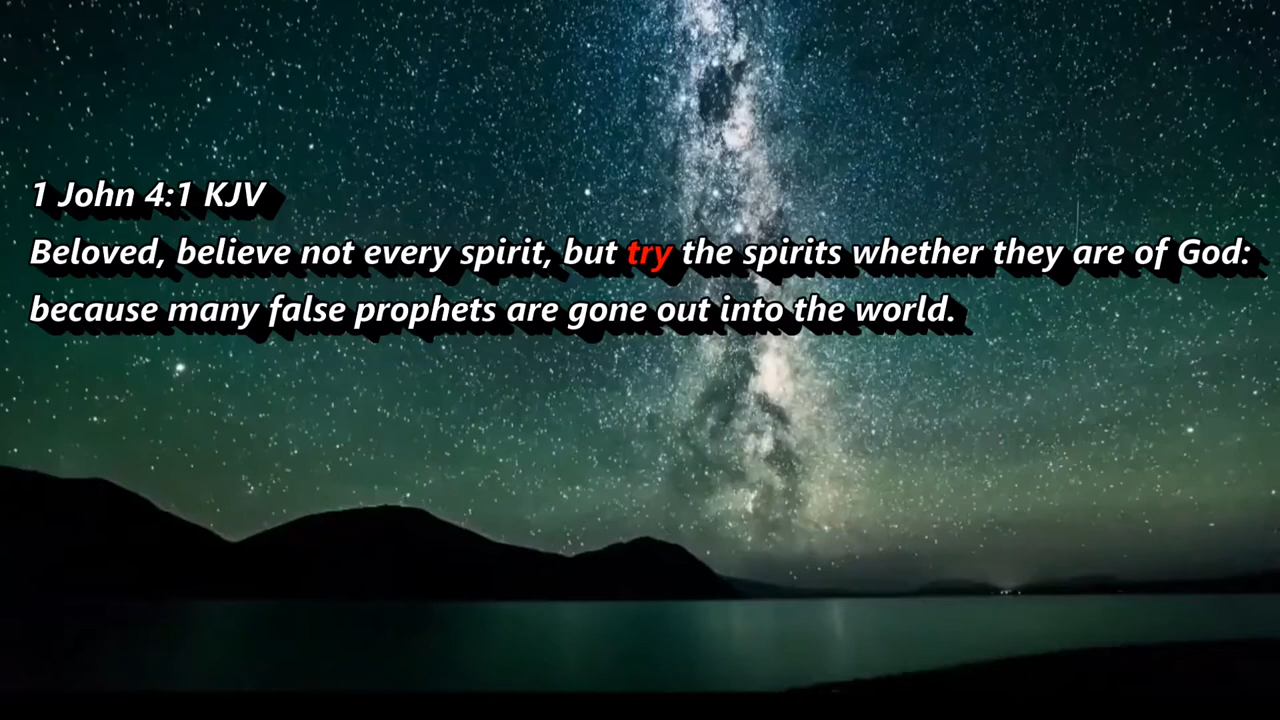 1 John 4:1 KJV
Beloved, believe not every spirit, but try the spirits whether they are of God:
because many false prophets are gone out into the world.